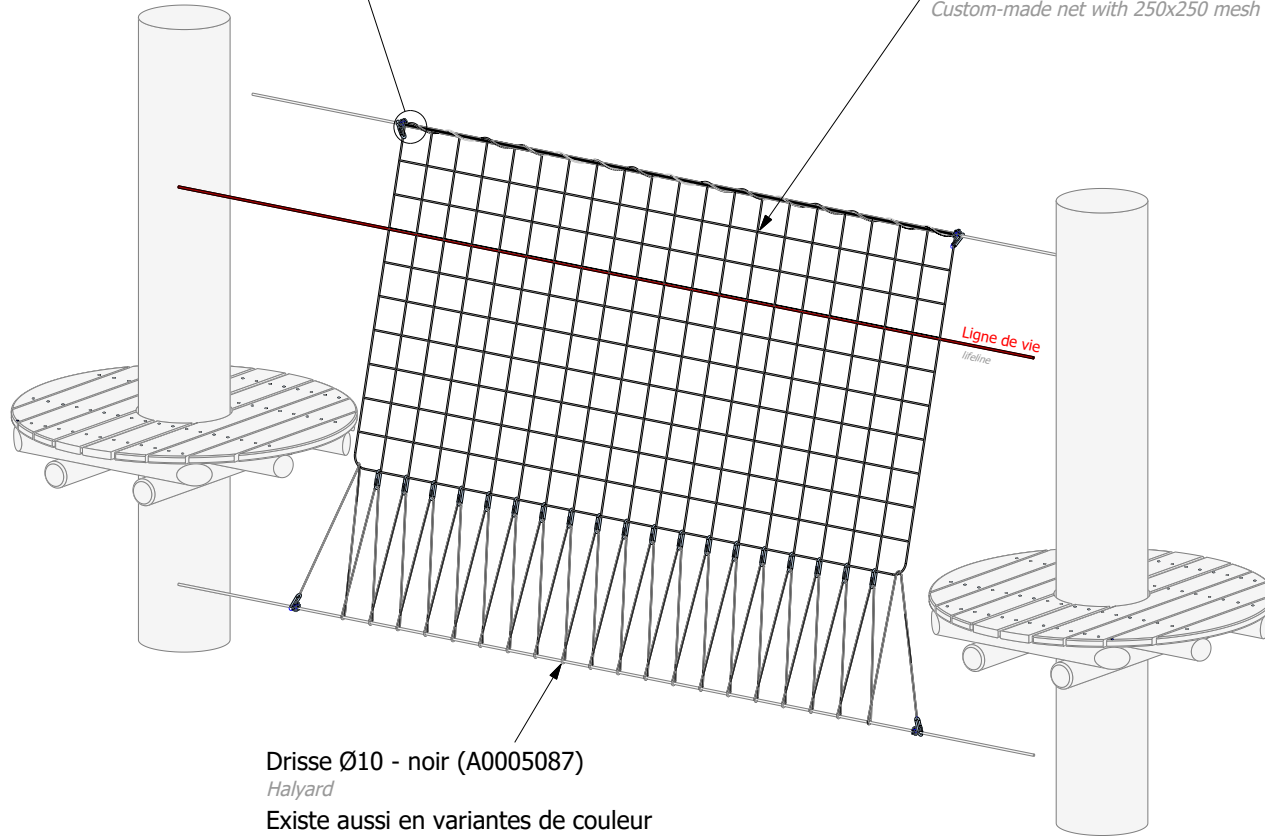 Custom-made net with 250x250 mesh
Ligne de vie
lifeline
Drisse Ø10 - noir (A0005087)
Halyard
Existe aussi en variantes de couleur